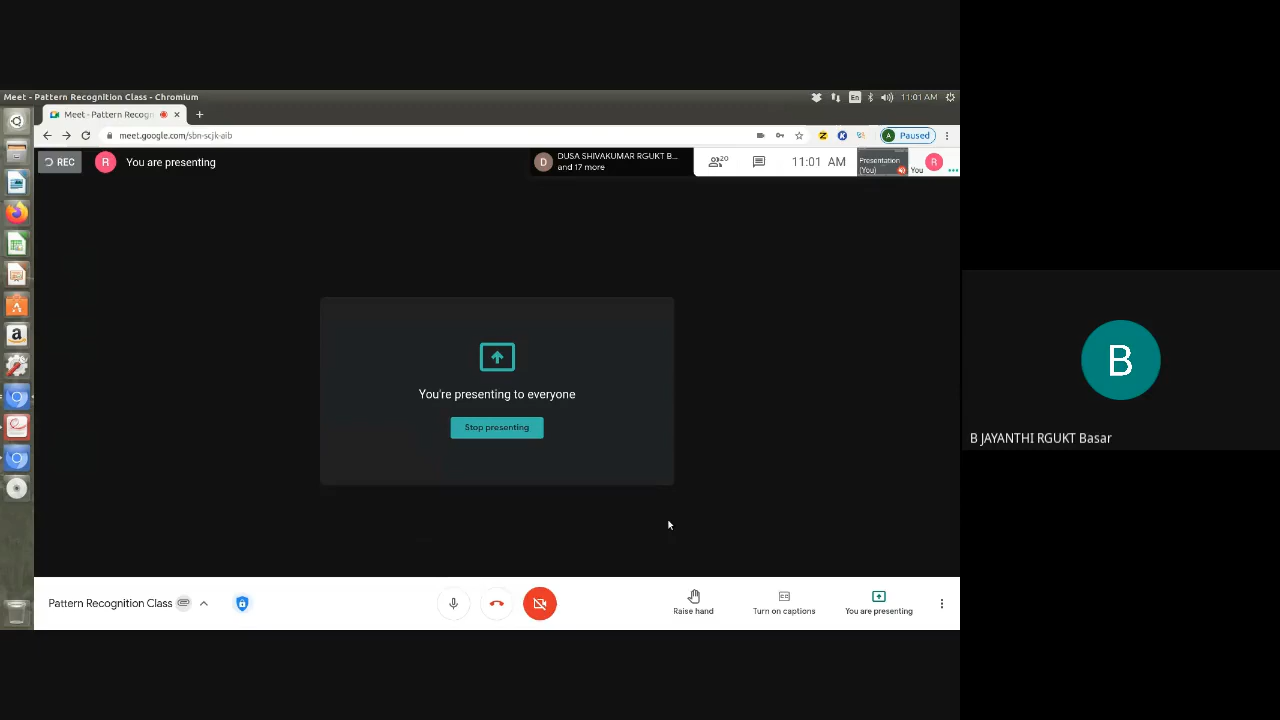 Meet - Pattern Recognition Class - Chromium
En
11:01 AM
Meet - Pattern Recogn
meet.google.com/sbn-scjk-aib
A
Paused
REC
R
You are presenting
D
DUSA SHIVAKUMAR RGUKT B...
and 17 more
20
11:01 AM
Presentation
(You)
You
R
You're presenting to everyone
Stop presenting
B
B JAYANTHI RGUKT Basar
Pattern Recognition Class
Raise hand
Turn on captions
You are presenting